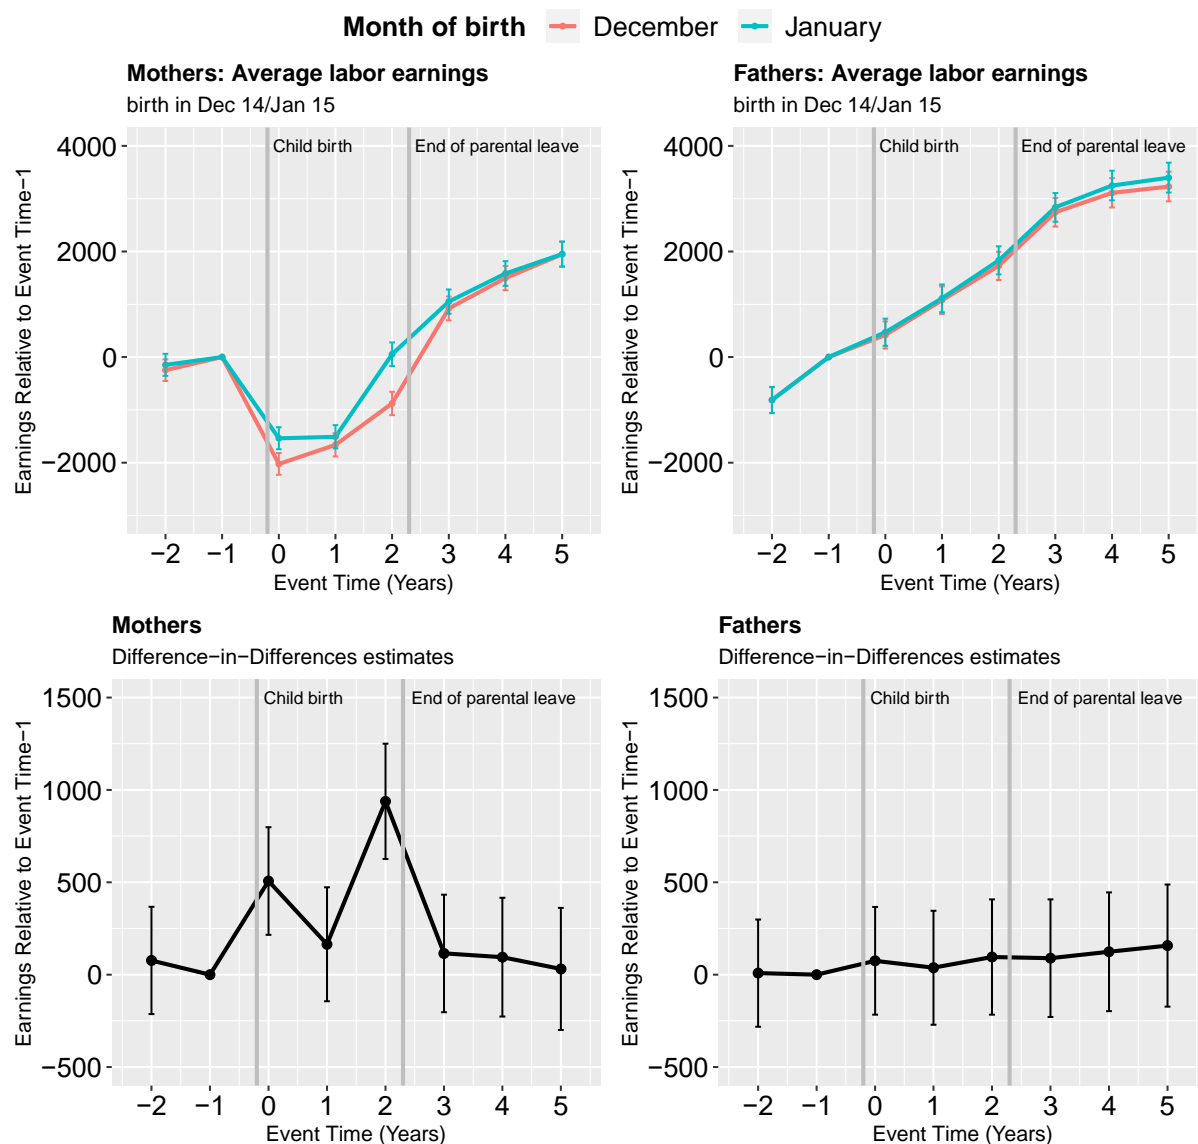 Month of birth December January
Mothers: Average labor earnings
birth in Dec 14/Jan 15
Child birth
End of parental leave
4000
2000
0
−2000
Earnings Relative to Event Time−1
−2 −1 0 1 2 3 4 5
Event Time (Years)
Fathers: Average labor earnings
birth in Dec 14/Jan 15
Child birth
End of parental leave
4000
2000
0
−2000
Earnings Relative to Event Time−1
−2 −1 0 1 2 3 4 5
Event Time (Years)
Mothers
Difference−in−Differences estimates
Child birth
End of parental leave
1500
1000
500
0
−500
Earnings Relative to Event Time−1
−2 −1 0 1 2 3 4 5
Event Time (Years)
Fathers
Difference−in−Differences estimates
Child birth
End of parental leave
1500
1000
500
0
−500
Earnings Relative to Event Time−1
−2 −1 0 1 2 3 4 5
Event Time (Years)